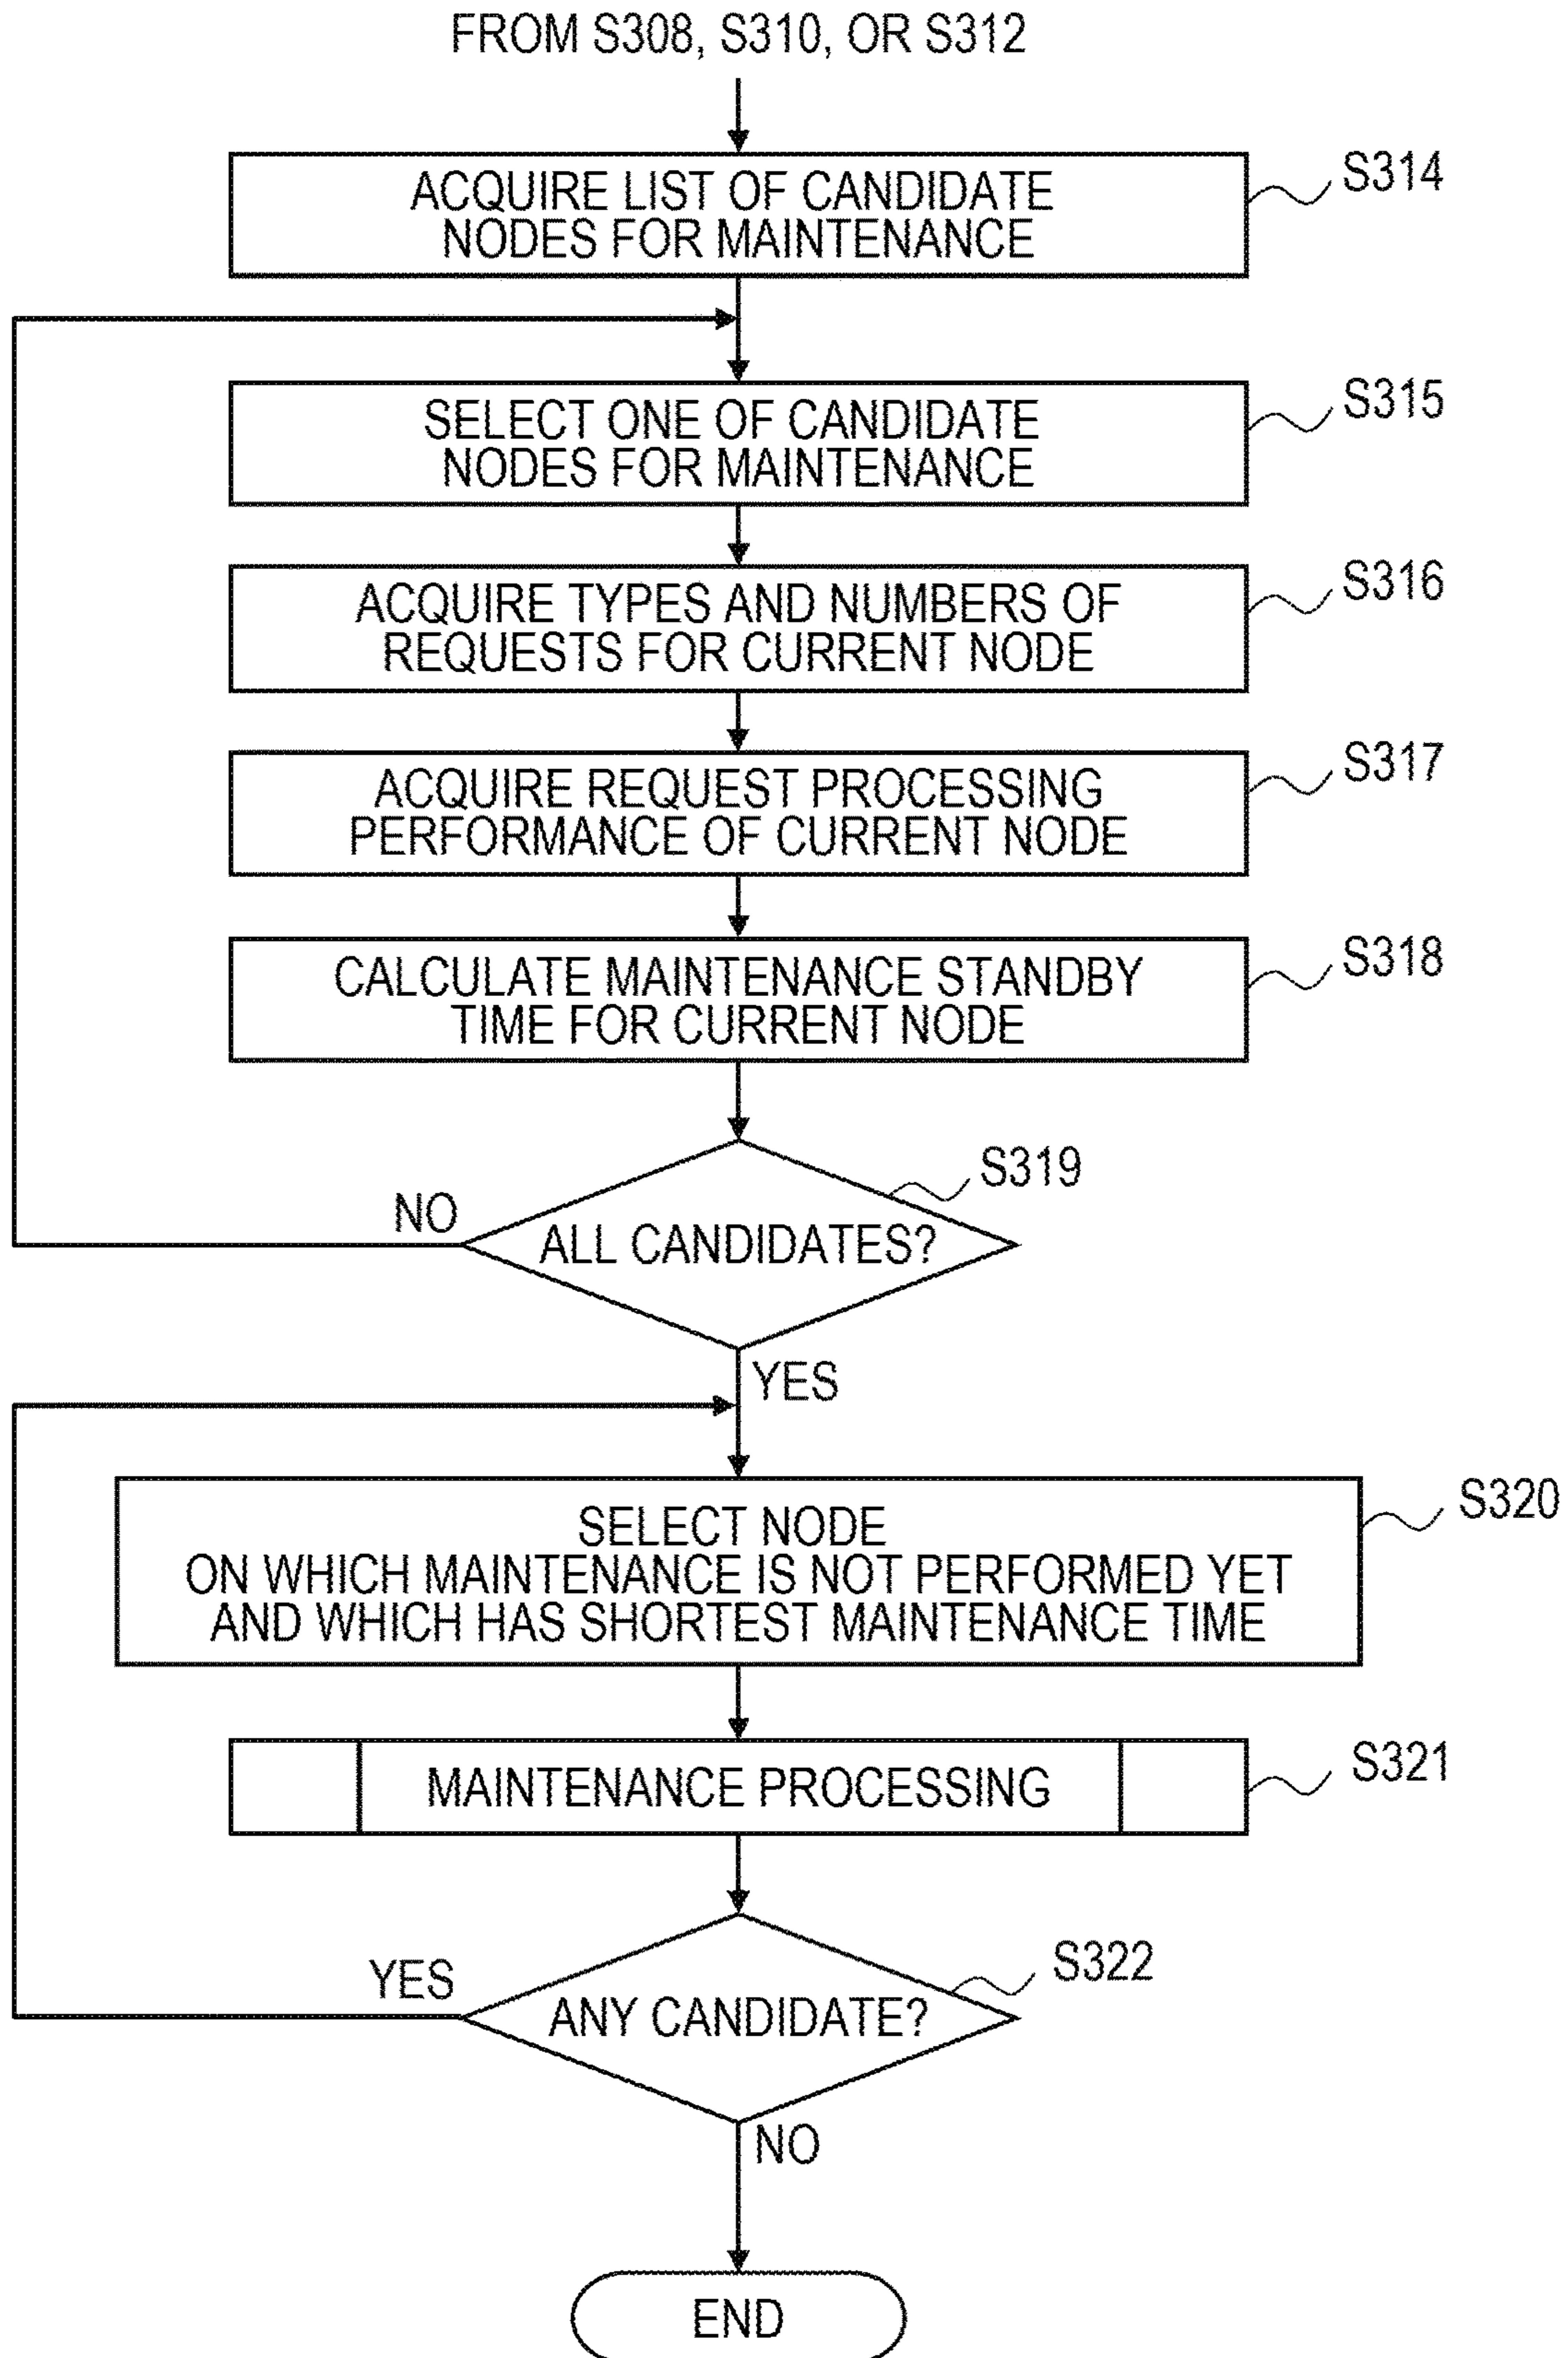 FROM S308, S310, OR S312
ACQUIRE LIST OF CANDIDATE
NODES FOR MAINTENANCE
S314
SELECT ONE OF CANDIDATE
NODES FOR MAINTENANCE
S315
ACQUIRE TYPES AND NUMBERS OF
REQUESTS FOR CURRENT NODE
S316
ACQUIRE REQUEST PROCESSING
PERFORMANCE OF CURRENT NODE
S317
CALCULATE MAINTENANCE STANDBY
TIME FOR CURRENT NODE
S318
S319
NO
ALL CANDIDATES?
YES
SELECT NODE
ON WHICH MAINTENANCE IS NOT PERFORMED YET
AND WHICH HAS SHORTEST MAINTENANCE TIME
S320
MAINTENANCE PROCESSING
S321
S322
YES
ANY CANDIDATE?
NO
END